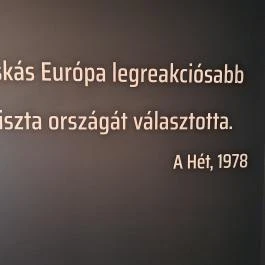 skás Európa legreakciósabb
iszta országát választotta.
A Hét, 1978